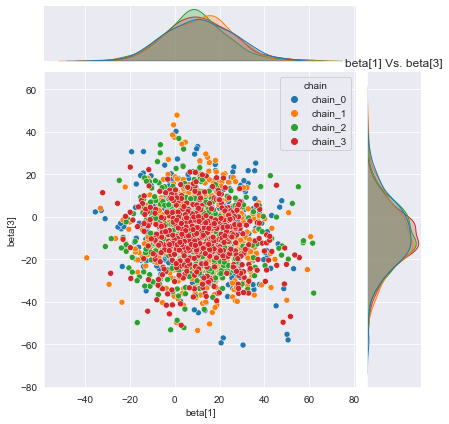 beta[1] Vs. beta[3]
chain
chain_0
chain_1
chain_2
chain_3
60
40
20
0
−20
−40
−60
−80
beta[3]
−40 −20 0 20 40 60 80
beta[1]